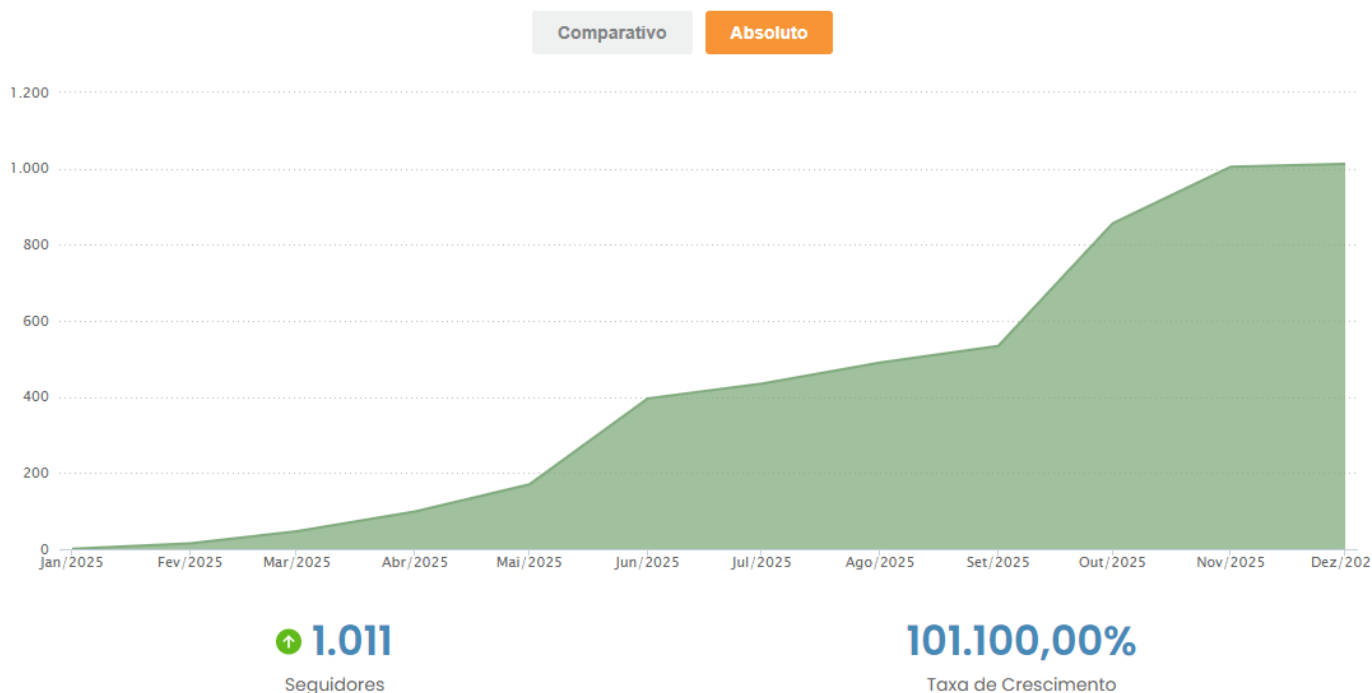 Comparativo Absoluto
1.200
1.000
800
600
400
200
0
Jan/2025 Fev/2025 Mar/2025 Abr/2025 Mai/2025 Jun/2025 Jul/2025 Ago/2025 Set/2025 Out/2025 Nov/2025 Dez/202
1.011 101.100,00%
Seguidores Taxa de Crescimento